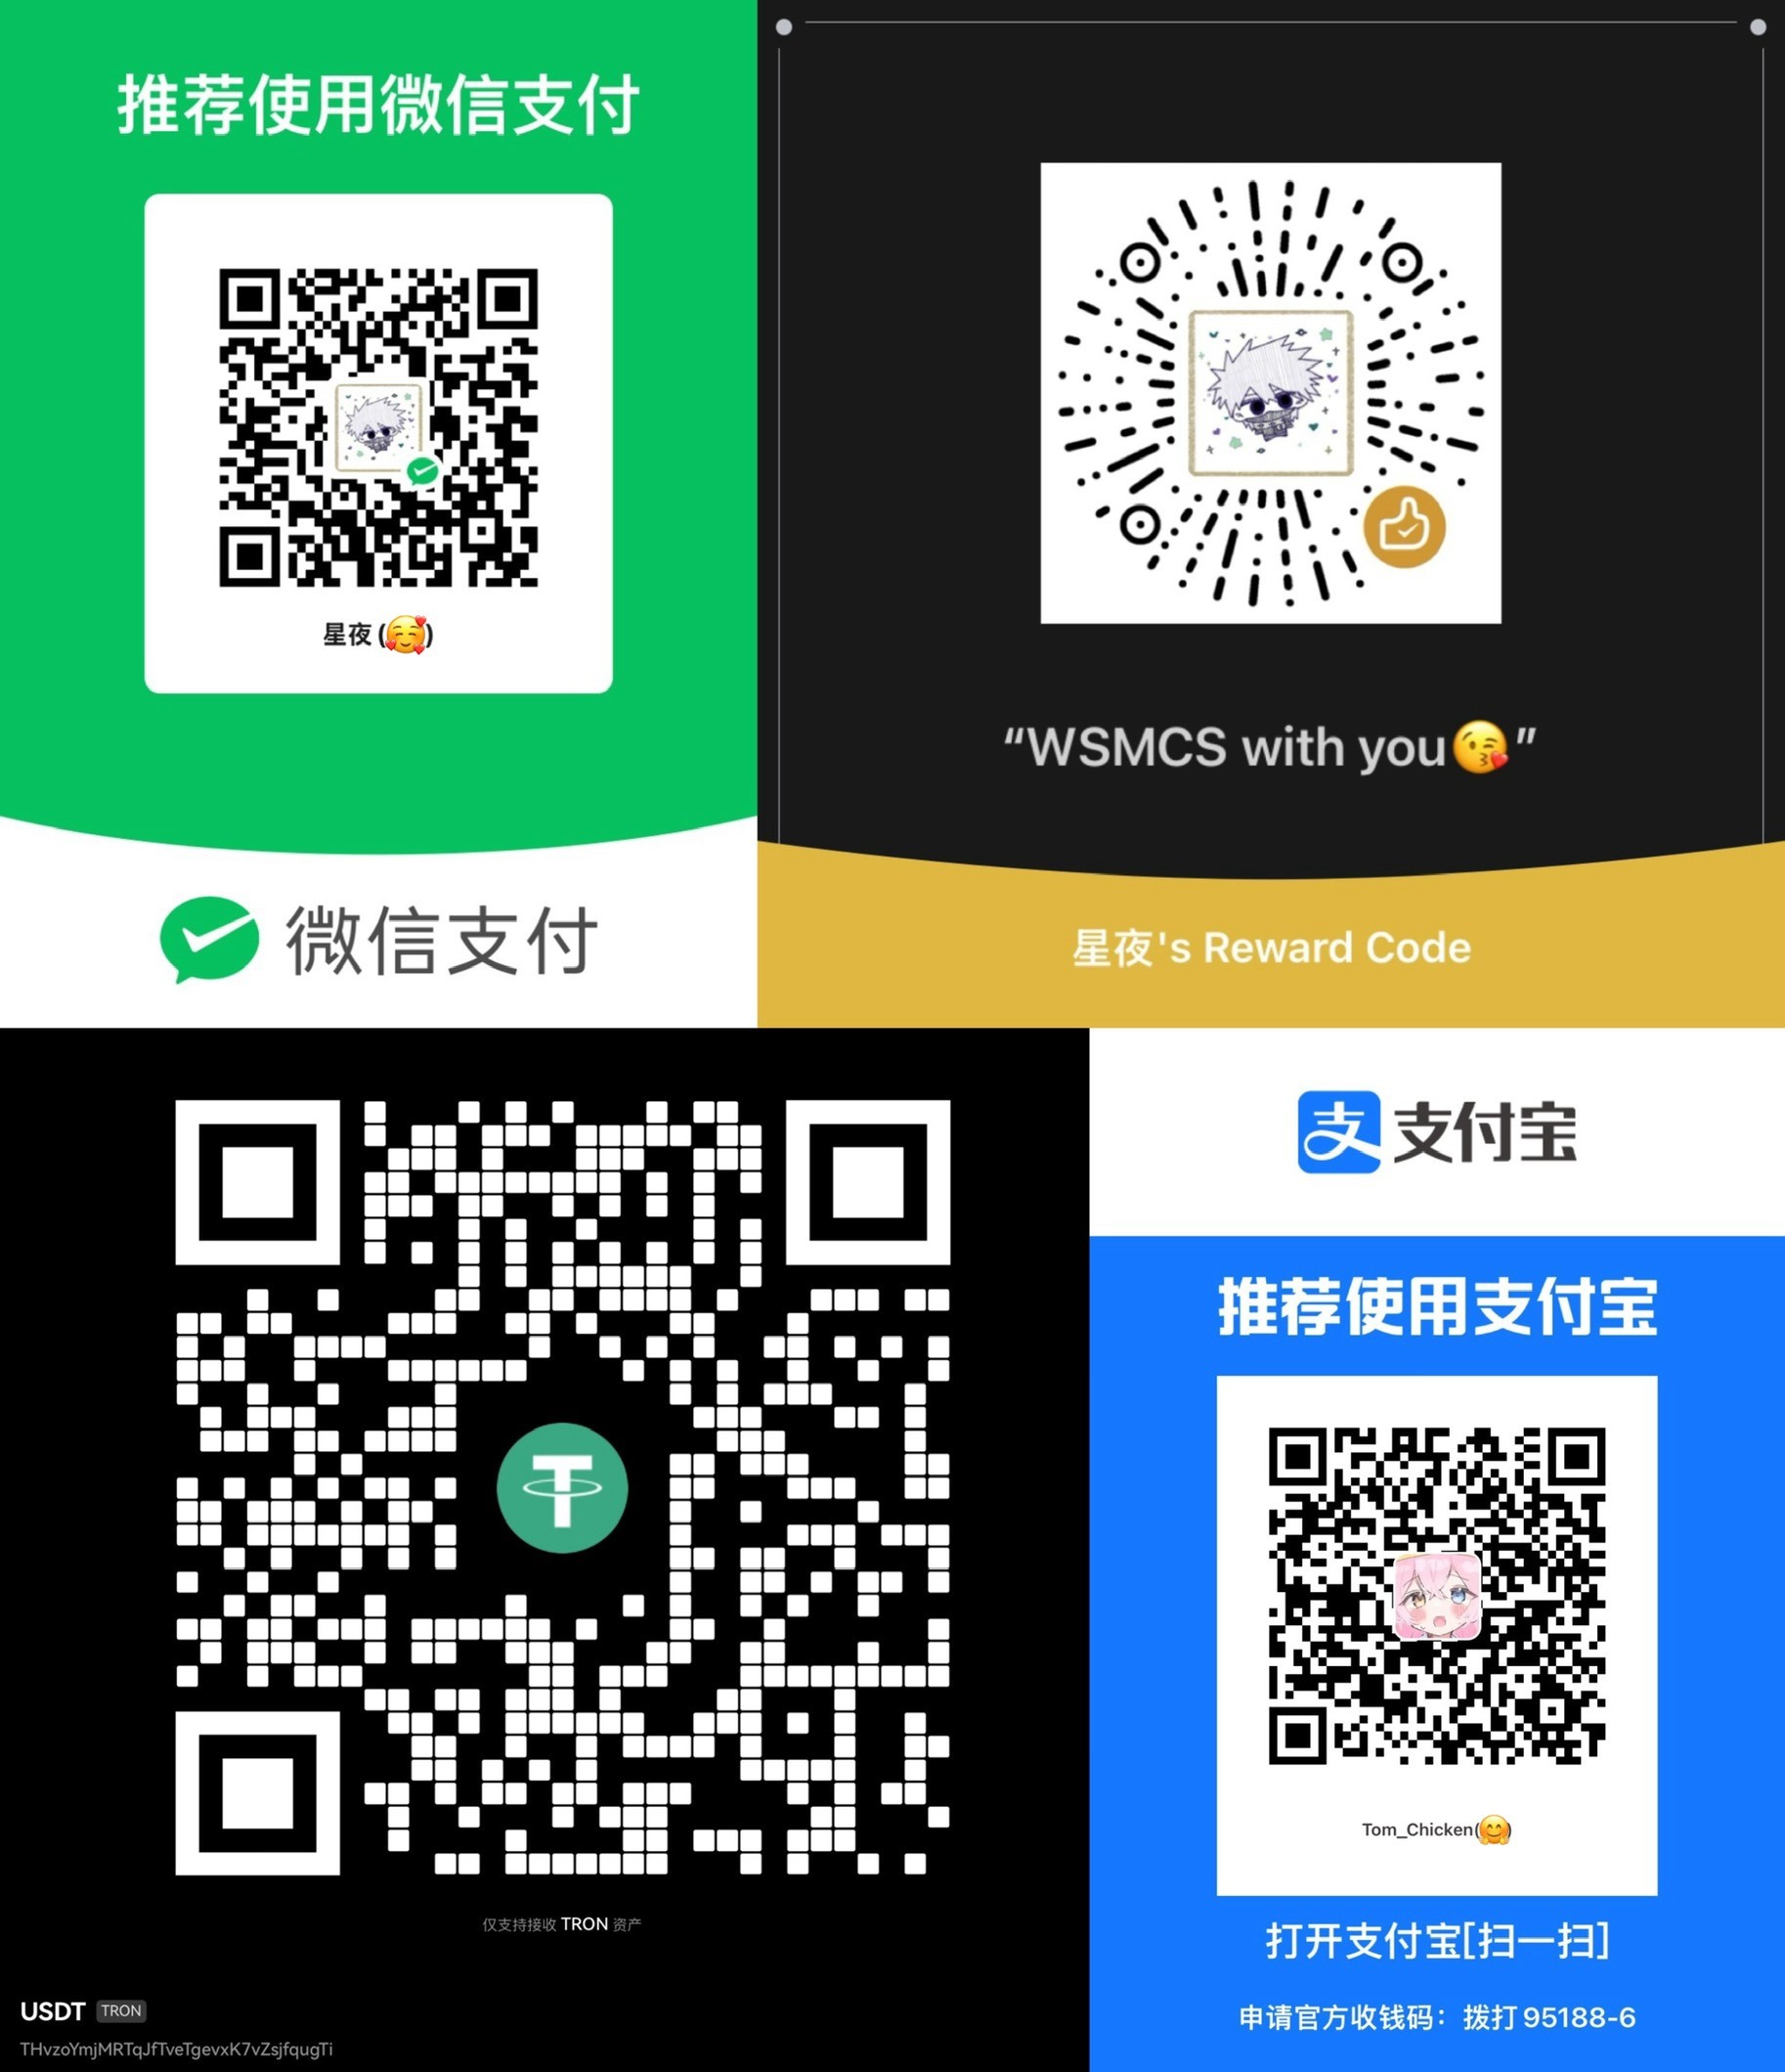 推荐使用微信支付
星夜(🥰)
微信支付
“WSMCS with you😘”
星夜's Reward Code
仅支持接收 TRON 资产
USDT TRON
THvzoYmjMRTqJfTveTgevxK7vZsjfqugTi
支 支付宝
推荐使用支付宝
Tom_Chicken(🤗)
打开支付宝[扫一扫]
申请官方收钱码：拨打 95188-6